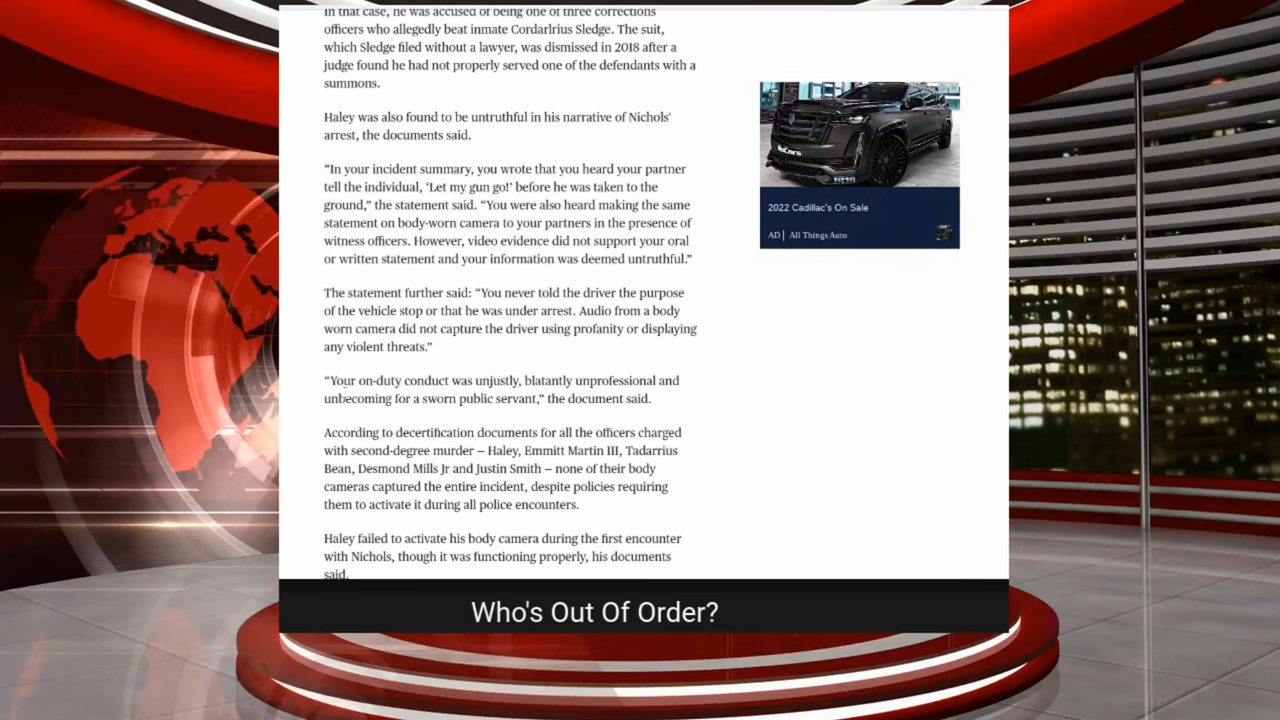 In that case, he was accused of being one of three corrections
officers who allegedly beat inmate Cordarlrius Sledge. The suit,
which Sledge filed without a lawyer, was dismissed in 2018 after a
judge found he had not properly served one of the defendants with a
summons.
Haley was also found to be untruthful in his narrative of Nichols'
arrest, the documents said.
“In your incident summary, you wrote that you heard your partner
tell the individual, ‘Let my gun go!’ before he was taken to the
ground,” the statement said. “You were also heard making the same
statement on body-worn camera to your partners in the presence of
witness officers. However, video evidence did not support your oral
or written statement and your information was deemed untruthful.”
The statement further said: “You never told the driver the purpose
of the vehicle stop or that he was under arrest. Audio from a body
worn camera did not capture the driver using profanity or displaying
any violent threats.”
“Your on-duty conduct was unjustly, blatantly unprofessional and
unbecoming for a sworn public servant,” the document said.
According to decertification documents for all the officers charged
with second-degree murder – Haley, Emmitt Martin III, Tadarrius
Bean, Desmond Mills Jr and Justin Smith – none of their body
cameras captured the entire incident, despite policies requiring
them to activate it during all police encounters.
Haley failed to activate his body camera during the first encounter
with Nichols, though it was functioning properly, his documents
said.
2022 Cadillac's On Sale
AD | All Things Auto
Who's Out Of Order?